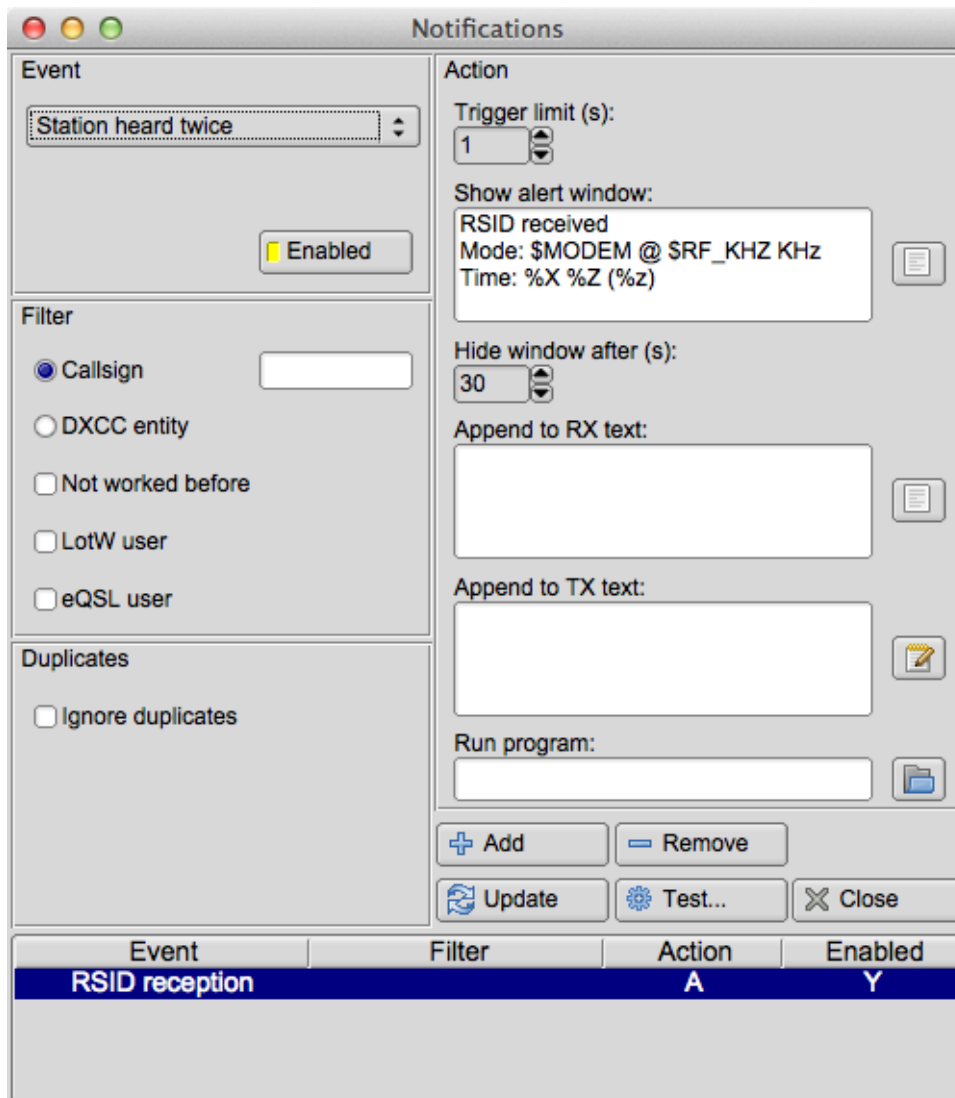 Notifications
Event
Station heard twice
Enabled
Filter
Callsign
DXCC entity
Not worked before
LotW user
eQSL user
Duplicates
Ignore duplicates
Action
Trigger limit (s):
1
Show alert window:
RSID received
Mode: $MODEM @ $RF_KHZ KHz
Time: %X %Z (%z)
Hide window after (s):
30
Append to RX text:
Append to TX text:
Run program:
Add Remove
Update Test... Close
Event Filter Action Enabled
RSID reception A Y